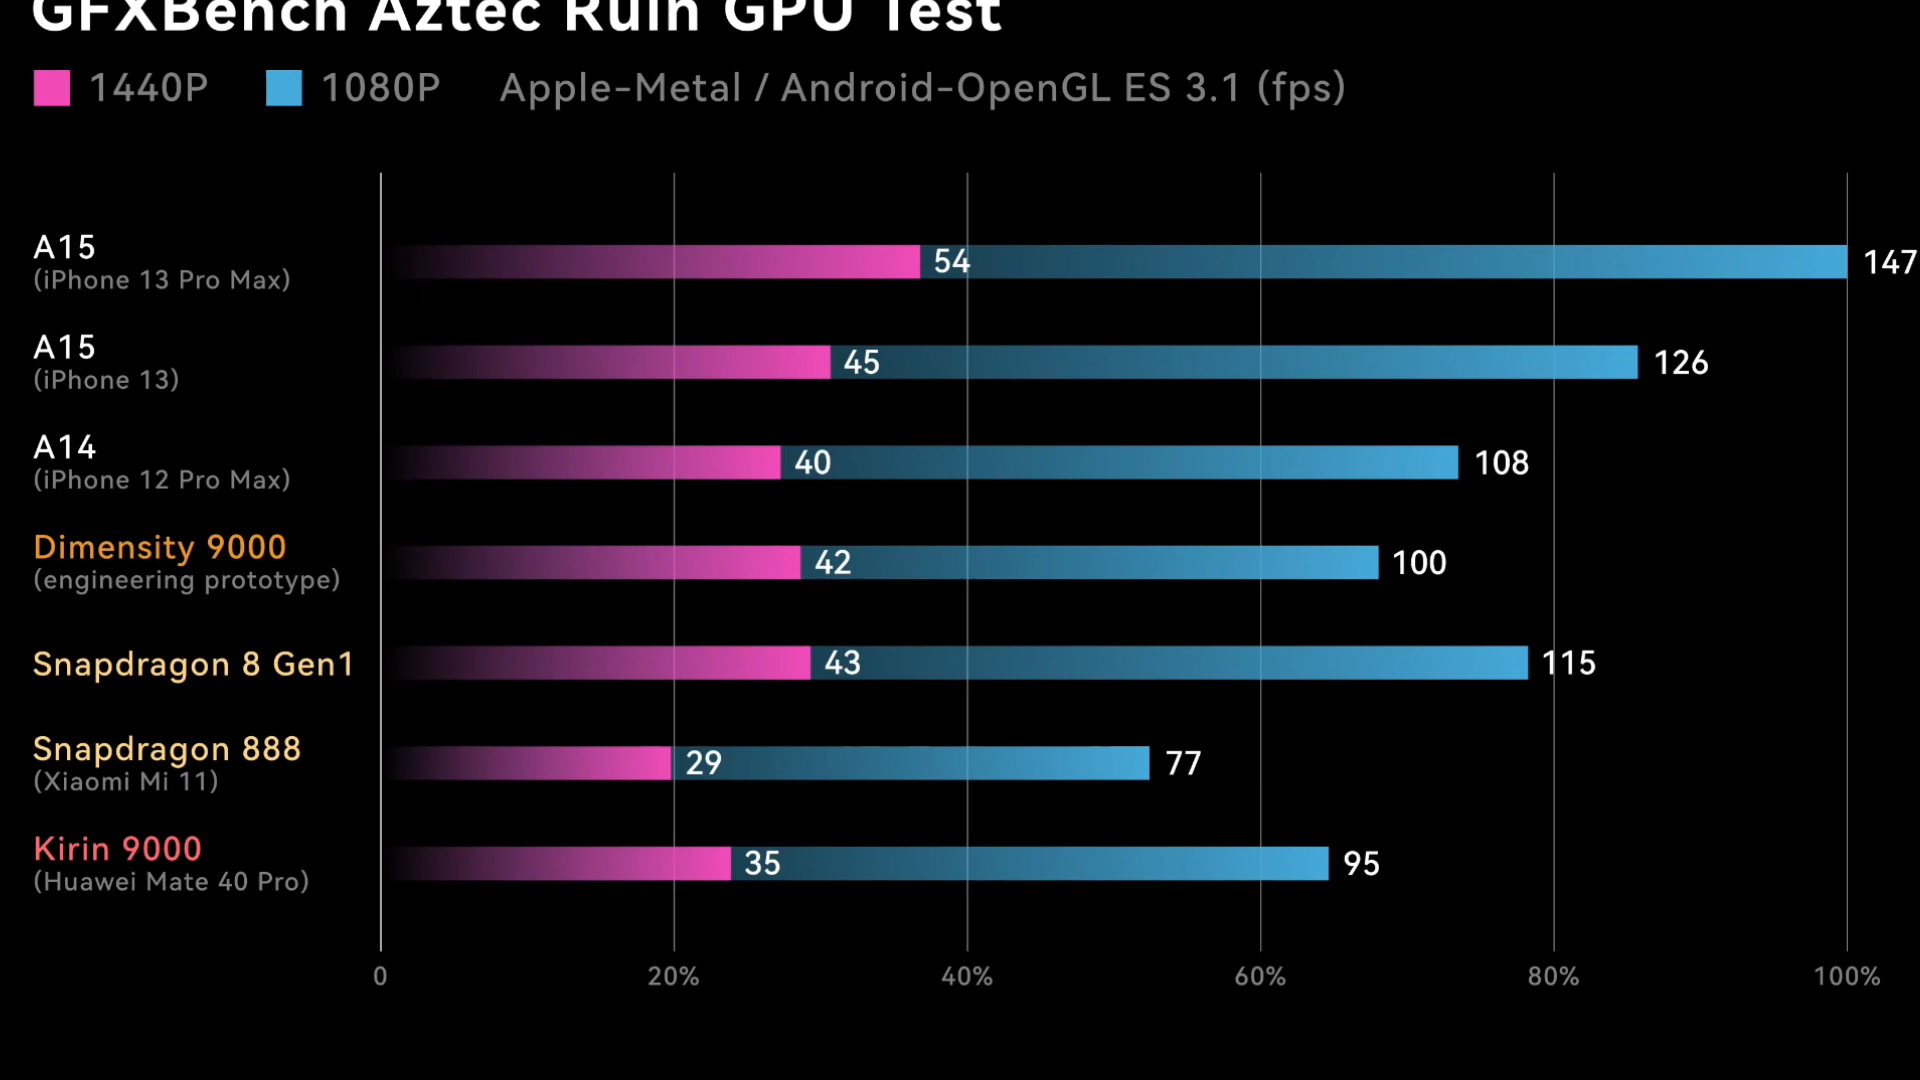 GFXBench Aztec Ruin GPU Test
1440P 1080P Apple-Metal / Android-OpenGL ES 3.1 (fps)
A15
(iPhone 13 Pro Max)
54 147
A15
(iPhone 13)
45 126
A14
(iPhone 12 Pro Max)
40 108
Dimensity 9000
(engineering prototype)
42 100
Snapdragon 8 Gen1 43 115
Snapdragon 888
(Xiaomi Mi 11)
29 77
Kirin 9000
(Huawei Mate 40 Pro)
35 95
0 20% 40% 60% 80% 100%